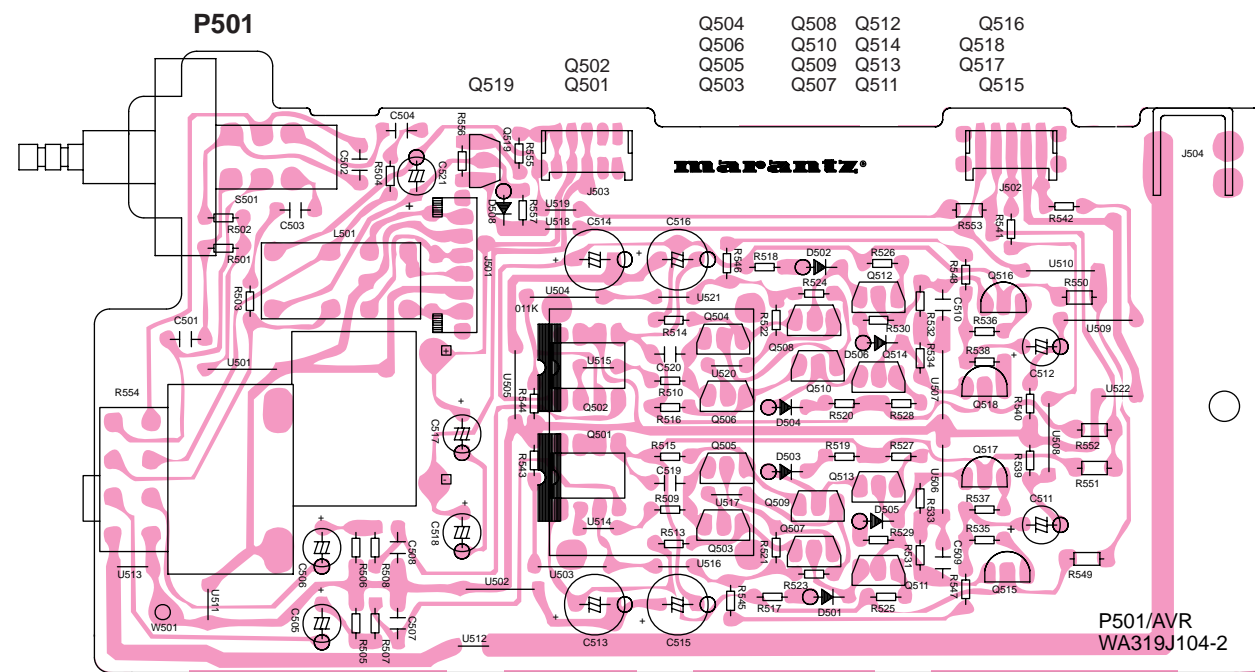 P501
Q504 Q508 Q512 Q516
Q506 Q510 Q514 Q518
Q502 Q505 Q509 Q513 Q517
Q519 Q501 Q503 Q507 Q511 Q515
C504
R556
Q519
R555
C502
R504
C521
marantz
J504
J503
J502
S501
R502
C503
D508
R557
U519
U518
C514
C516
R553
R541
R542
R501
L501
J501
R546
R518
D502
R526
R548
Q516
U510
R503
U504
011K
U521
R524
Q512
C510
R550
C501
R514
Q504
R522
Q508
R530
R532
R536
U509
U501
+
U505
U515
C520
U520
D506
Q514
R534
R538
C512
R554
R544
R510
Q502
R516
Q506
Q510
D504
R520
R528
U507
Q518
R540
U522
C517
Q501
R515
Q505
R519
R527
U508
R552
R543
D503
Q517
R539
-
C519
R509
U517
Q509
Q513
U506
R551
R533
R537
C518
U514
R513
Q503
D505
Q507
R529
R535
C511
R521
R531
C509
C506
R506
R508
C508
U513
U502
U503
U516
R523
Q511
R547
Q515
R549
U511
W501
C505
R505
R507
C507
R545
R517
D501
R525
U512
C513
C515
P501/AVR
WA319J104-2